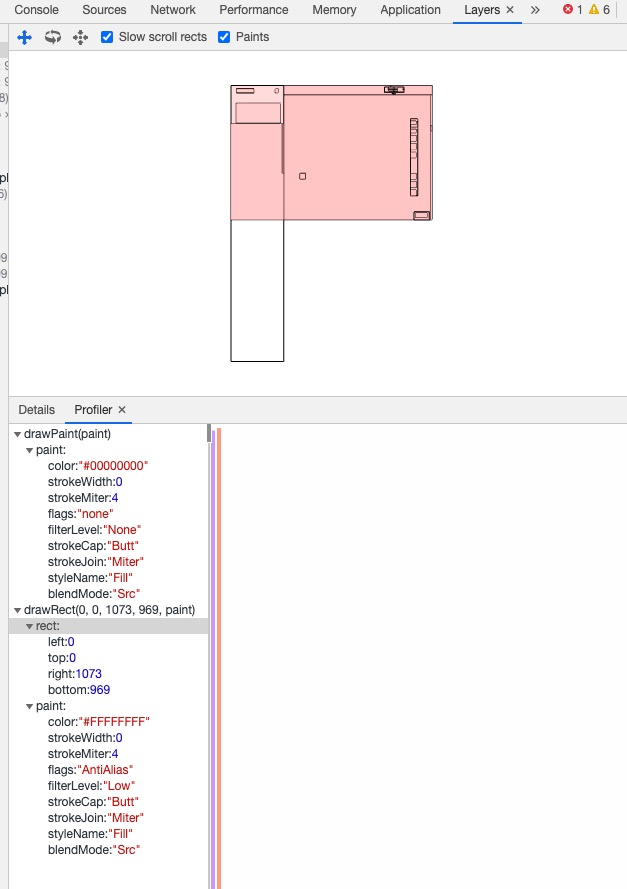 Console Sources Network Performance Memory Application Layers ✕ » 1 6
Slow scroll rects Paints
Details Profiler ✕
drawPaint(paint)
paint:
color:"#00000000"
strokeWidth:0
strokeMiter:4
flags:"none"
filterLevel:"None"
strokeCap:"Butt"
strokeJoin:"Miter"
styleName:"Fill"
blendMode:"Src"
drawRect(0, 0, 1073, 969, paint)
rect:
left:0
top:0
right:1073
bottom:969
paint:
color:"#FFFFFFFF"
strokeWidth:0
strokeMiter:4
flags:"AntiAlias"
filterLevel:"Low"
strokeCap:"Butt"
strokeJoin:"Miter"
styleName:"Fill"
blendMode:"Src"